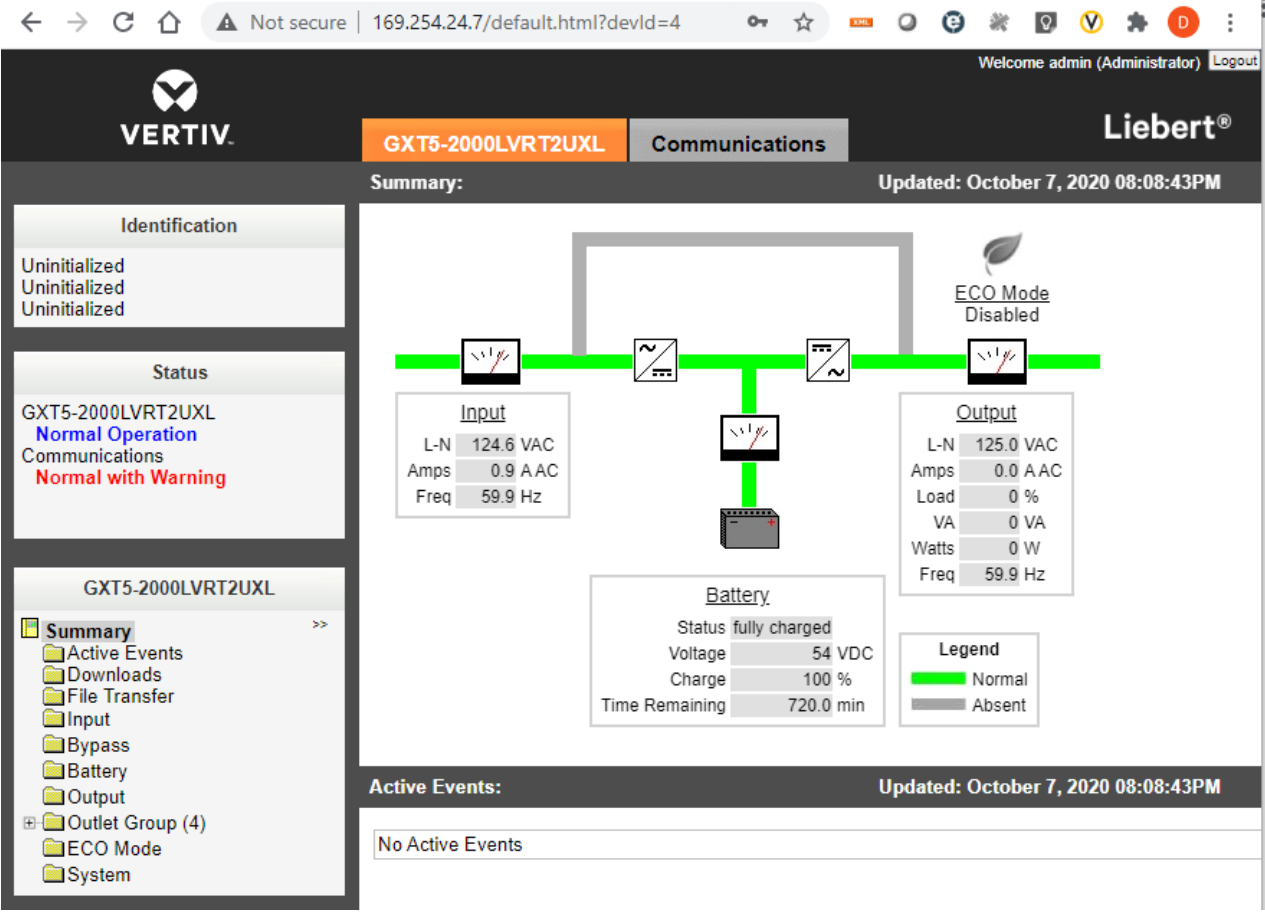 Not secure | 169.254.24.7/default.html?devId=4
XML
D
Welcome admin (Administrator) Logout
VERTIV™
GXT5-2000LVRT2UXL Communications
Liebert®
Summary: Updated: October 7, 2020 08:08:43PM
Identification
Uninitialized
Uninitialized
Uninitialized
Status
GXT5-2000LVRT2UXL
Normal Operation
Communications
Normal with Warning
GXT5-2000LVRT2UXL
Summary >>
Active Events
Downloads
File Transfer
Input
Bypass
Battery
Output
Outlet Group (4)
ECO Mode
System
ECO Mode
Disabled
Input
L-N 124.6 VAC
Amps 0.9 A AC
Freq 59.9 Hz
Output
L-N 125.0 VAC
Amps 0.0 A AC
Load 0 %
VA 0 VA
Watts 0 W
Freq 59.9 Hz
Battery
Status fully charged
Voltage 54 VDC
Charge 100 %
Time Remaining 720.0 min
Legend
Normal
Absent
Active Events: Updated: October 7, 2020 08:08:43PM
No Active Events